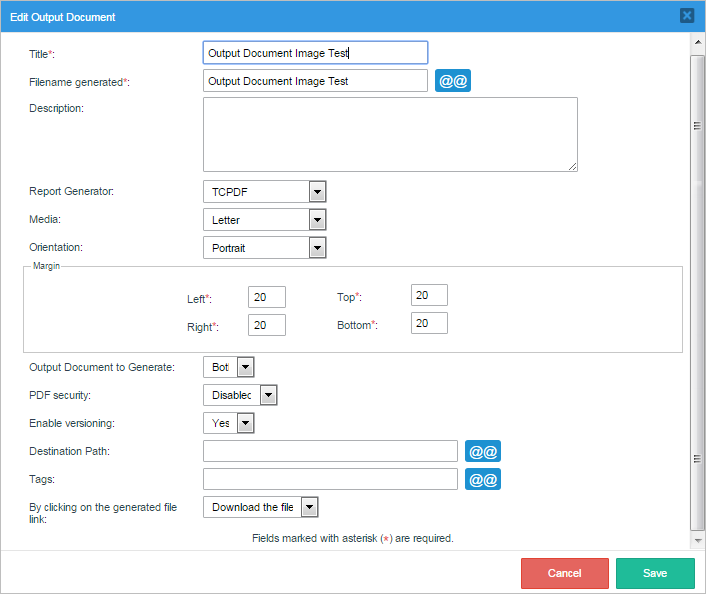 Edit Output Document
Title*: Output Document Image Test
Filename generated*: Output Document Image Test @@
Description:
Report Generator: TCPDF
Media: Letter
Orientation: Portrait
Margin
Left*: 20 Top*: 20
Right*: 20 Bottom*: 20
Output Document to Generate: Both
PDF security: Disabled
Enable versioning: Yes
Destination Path: @@
Tags: @@
By clicking on the generated file
link: Download the file
Fields marked with asterisk (*) are required.
Cancel Save